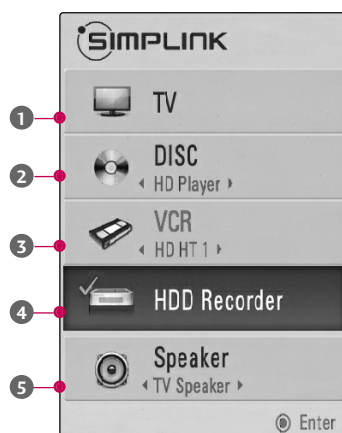 SIMPLINK
1 TV
2 DISC
◂ HD Player ▸
3 VCR
◂ HD HT 1 ▸
4 HDD Recorder
5 Speaker
◂ TV Speaker ▸
◉ Enter